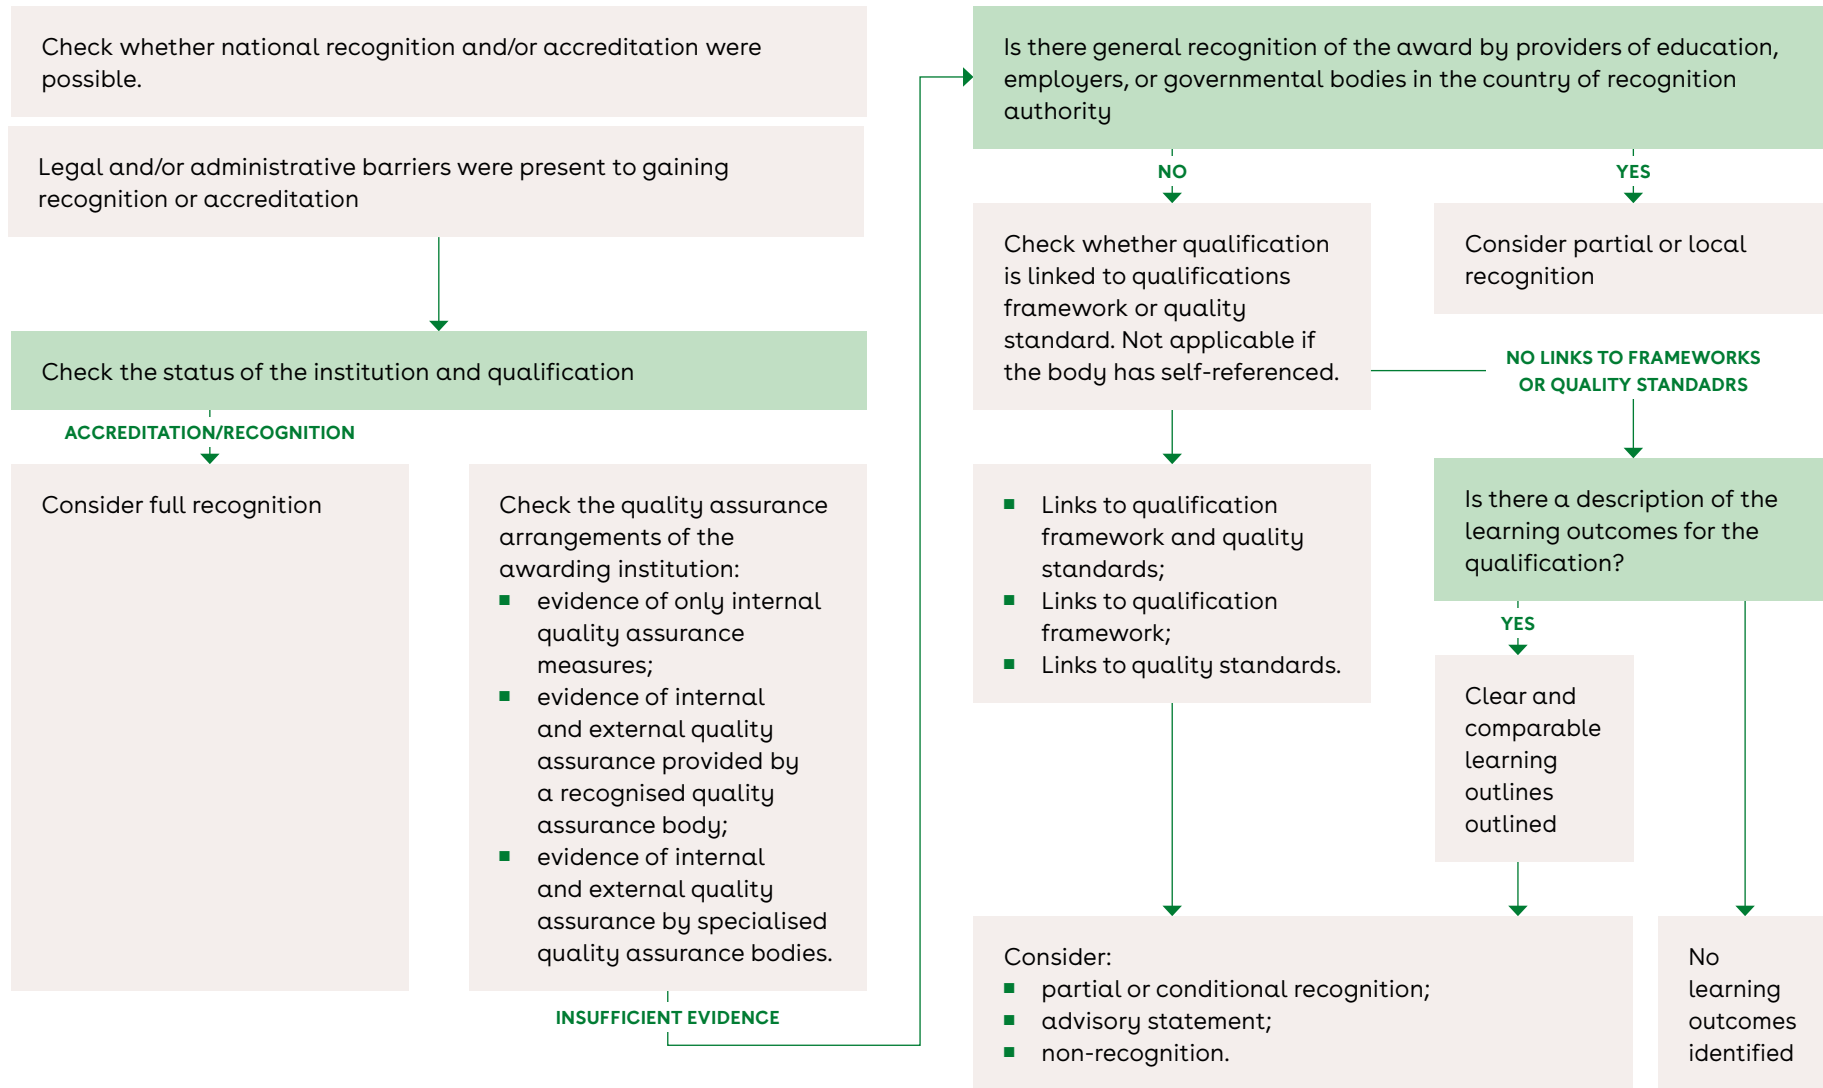 Check whether national recognition and/or accreditation were
possible.
Legal and/or administrative barriers were present to gaining
recognition or accreditation
Check the status of the institution and qualification
ACCREDITATION/RECOGNITION
Consider full recognition
Check the quality assurance
arrangements of the
awarding institution:
evidence of only internal
quality assurance
measures;
evidence of internal
and external quality
assurance provided by
a recognised quality
assurance body;
evidence of internal
and external quality
assurance by specialised
quality assurance bodies.
INSUFFICIENT EVIDENCE
Is there general recognition of the award by providers of education,
employers, or governmental bodies in the country of recognition
authority
NO
YES
Check whether qualification
is linked to qualifications
framework or quality
standard. Not applicable if
the body has self-referenced.
Consider partial or local
recognition
NO LINKS TO FRAMEWORKS
OR QUALITY STANDADRS
Links to qualification
framework and quality
standards;
Links to qualification
framework;
Links to quality standards.
Is there a description of the
learning outcomes for the
qualification?
YES
Clear and
comparable
learning
outlines
outlined
Consider:
partial or conditional recognition;
advisory statement;
non-recognition.
No
learning
outcomes
identified